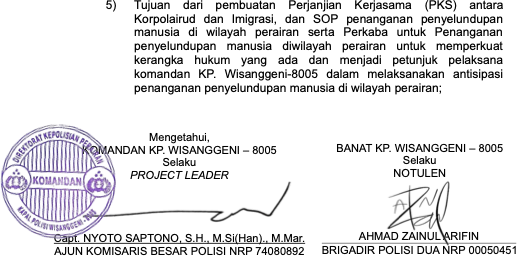 5) Tujuan dari pembuatan Perjanjian Kerjasama (PKS) antara
Korpolairud dan Imigrasi, dan SOP penanganan penyelundupan
manusia di wilayah perairan serta Perkaba untuk Penanganan
penyelundupan manusia diwilayah perairan untuk memperkuat
kerangka hukum yang ada dan menjadi petunjuk pelaksana
komandan KP. Wisanggeni-8005 dalam melaksanakan antisipasi
penanganan penyelundupan manusia di wilayah perairan;
Mengetahui,
KOMANDAN KP. WISANGGENI – 8005
Selaku
PROJECT LEADER
DIREKTORAT KEPOLISIAN PERAIRAN
KOMANDAN
KAPAL POLISI WISANGGENI - 8005
Capt. NYOTO SAPTONO, S.H., M.Si(Han)., M.Mar.
AJUN KOMISARIS BESAR POLISI NRP 74080892
BANAT KP. WISANGGENI – 8005
Selaku
NOTULEN
AHMAD ZAINUL ARIFIN
BRIGADIR POLISI DUA NRP 00050451